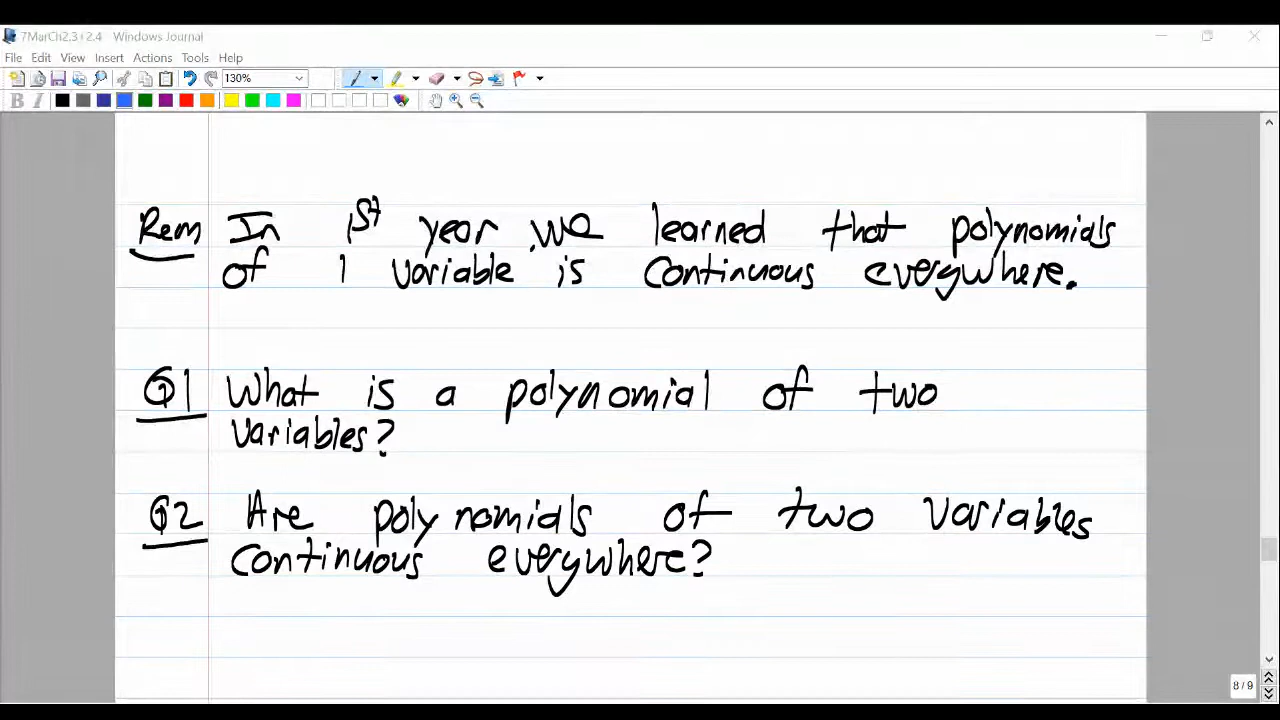 7MarCh2.3+2.4 - Windows Journal
File Edit View Insert Actions Tools Help
130%
B I
Rem In 1st year, we learned that polynomials
of 1 variable is continuous everywhere.
Q1 What is a polynomial of two
variables?
Q2 Are polynomials of two variables
continuous everywhere?
8 / 9